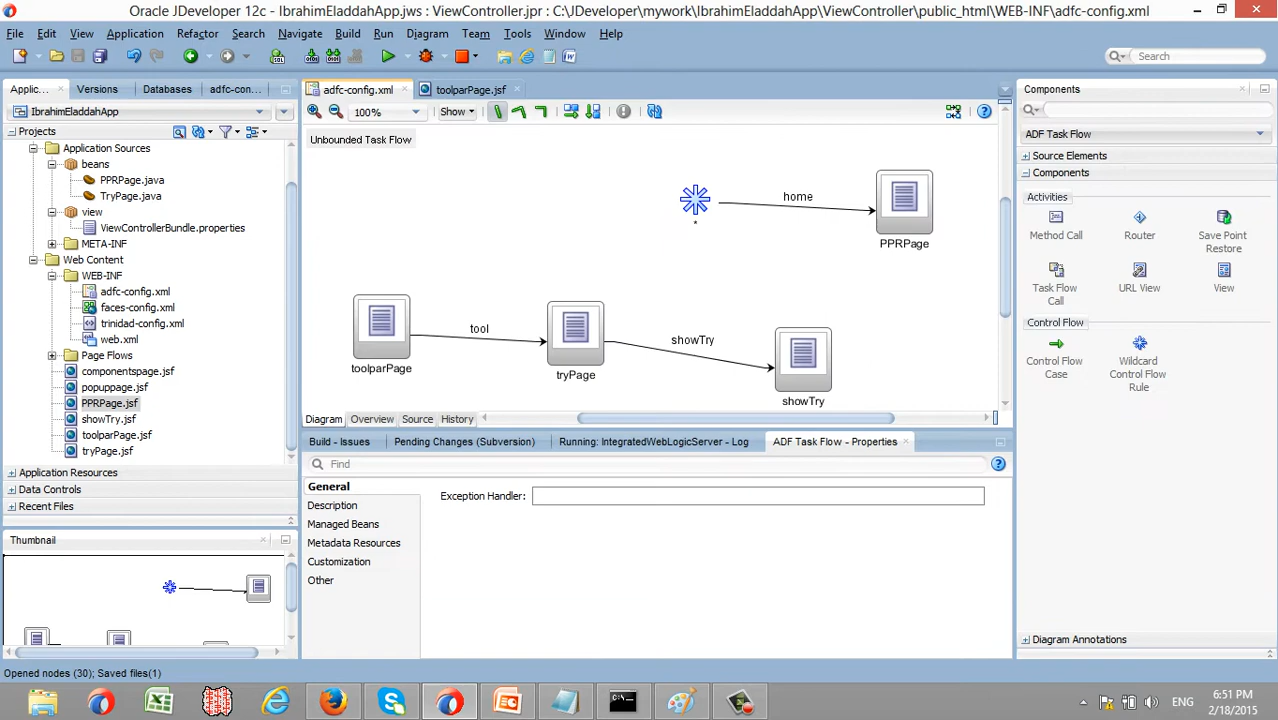 Oracle JDeveloper 12c - IbrahimEladdahApp.jws : ViewController.jpr : C:\JDeveloper\mywork\IbrahimEladdahApp\ViewController\public_html\WEB-INF\adfc-config.xml
File Edit View Application Refactor Search Navigate Build Run Diagram Team Tools Window Help
Search
Applic... Versions Databases adfc-con...
adfc-config.xml toolparPage.jsf
Components
IbrahimEladdahApp
100% Show
Projects
ADF Task Flow
Application Sources
beans
PPRPage.java
TryPage.java
view
ViewControllerBundle.properties
META-INF
Web Content
WEB-INF
adfc-config.xml
faces-config.xml
trinidad-config.xml
web.xml
Page Flows
componentspage.jsf
popuppage.jsf
PPRPage.jsf
showTry.jsf
toolparPage.jsf
tryPage.jsf
Application Resources
Data Controls
Recent Files
Thumbnail
Unbounded Task Flow
home
*
PPRPage
tool
showTry
toolparPage
tryPage
showTry
Diagram Overview Source History
Build - Issues Pending Changes (Subversion) Running: IntegratedWebLogicServer - Log ADF Task Flow - Properties
Find
General
Description
Managed Beans
Metadata Resources
Customization
Other
Exception Handler:
Source Elements
Components
Activities
Method Call
Router
Save Point Restore
Task Flow Call
URL View
View
Control Flow
Control Flow Case
Wildcard Control Flow Rule
Diagram Annotations
Opened nodes (30); Saved files(1)
ENG
6:51 PM
2/18/2015